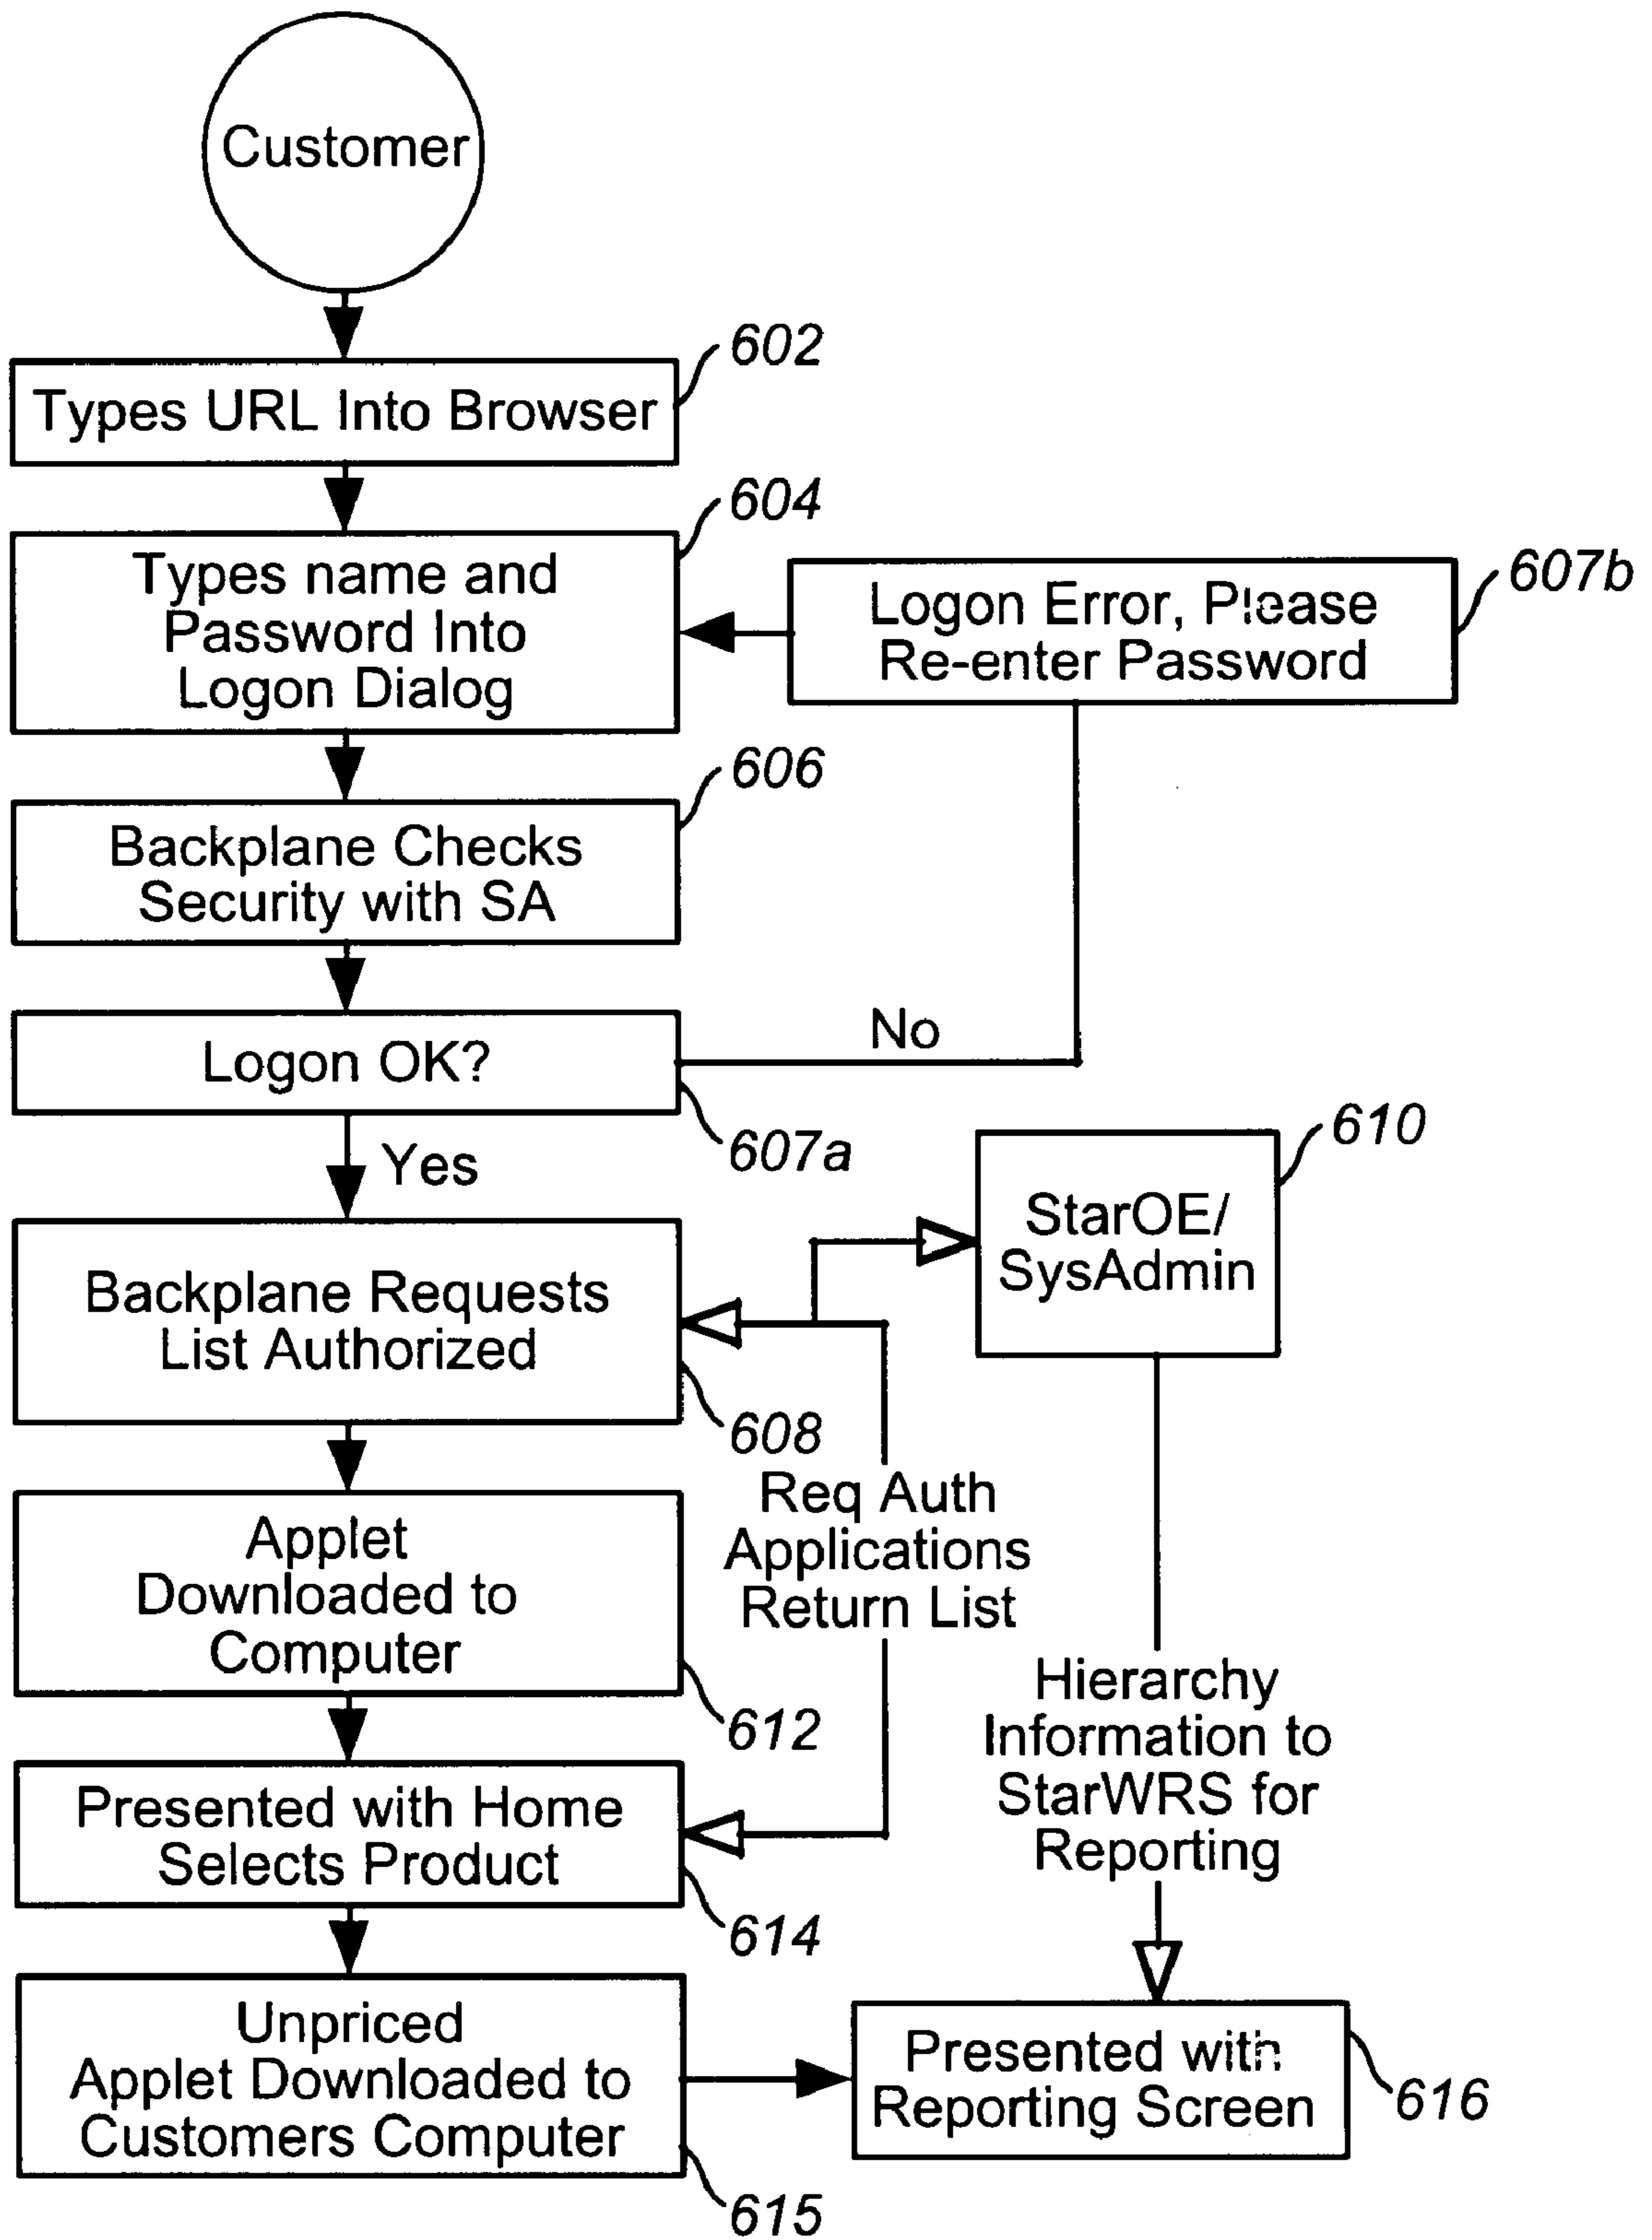 Customer
602
Types URL Into Browser
604
Types name and
Password Into
Logon Dialog
607b
Logon Error, Please
Re-enter Password
606
Backplane Checks
Security with SA
No
Logon OK?
607a
Yes
610
StarOE/
SysAdmin
Backplane Requests
List Authorized
608
Req Auth
Applications
Return List
Applet
Downloaded to
Computer
612
Hierarchy
Information to
StarWRS for
Reporting
Presented with Home
Selects Product
614
Unpriced
Applet Downloaded to
Customers Computer
615
Presented with
Reporting Screen
616